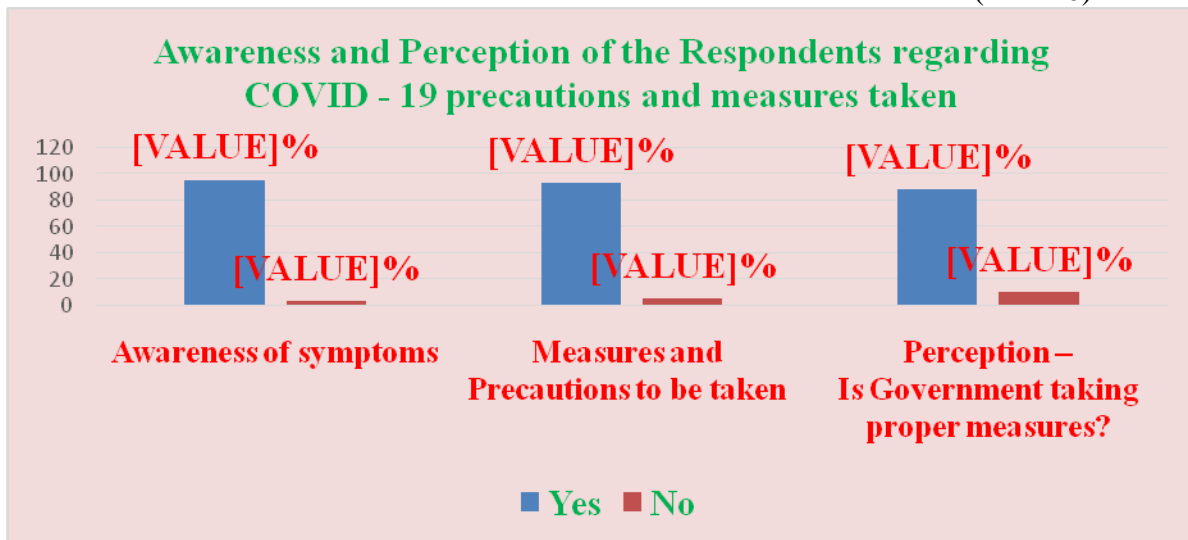 Awareness and Perception of the Respondents regarding
COVID - 19 precautions and measures taken
[VALUE]% [VALUE]% [VALUE]%
120
100
80
60
40
20
0
[VALUE]% [VALUE]% [VALUE]%
Awareness of symptoms
Measures and
Precautions to be taken
Perception –
Is Government taking
proper measures?
Yes No